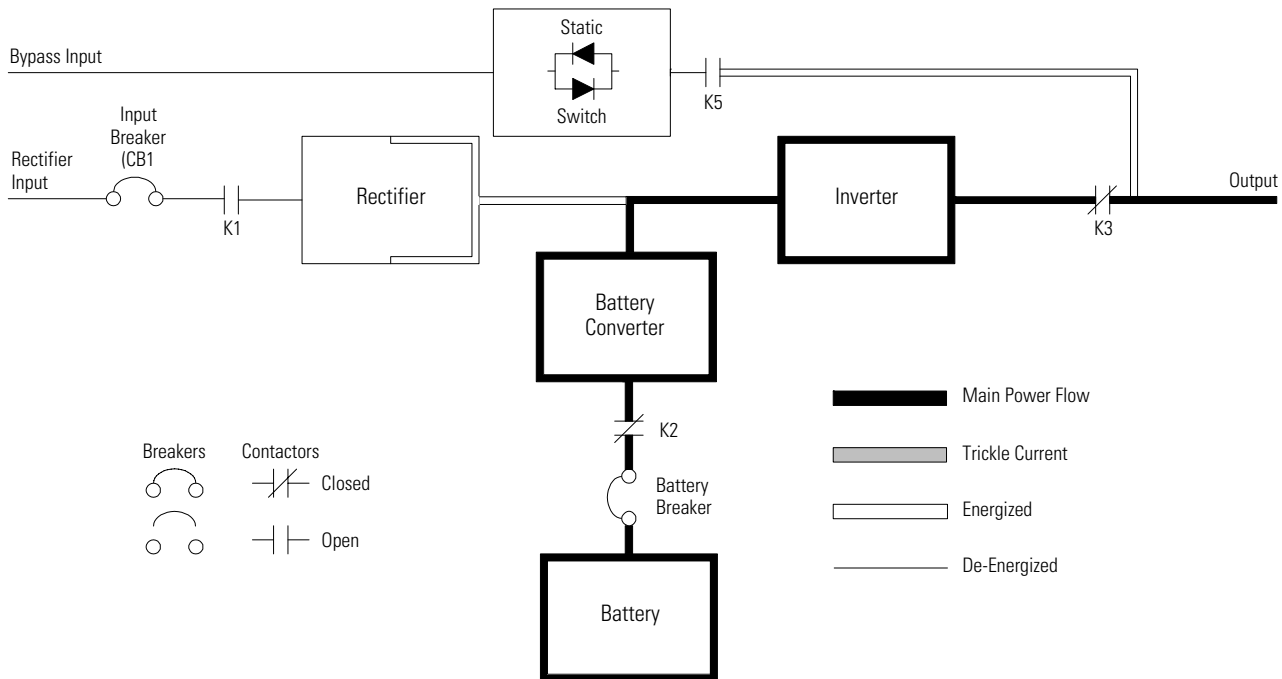 Static
Switch
Bypass Input
K5
Input
Breaker
(CB1
Rectifier
Input
K1
Rectifier
Inverter
K3
Output
Battery
Converter
K2
Battery
Breaker
Battery
Breakers
Contactors
Closed
Open
Main Power Flow
Trickle Current
Energized
De-Energized